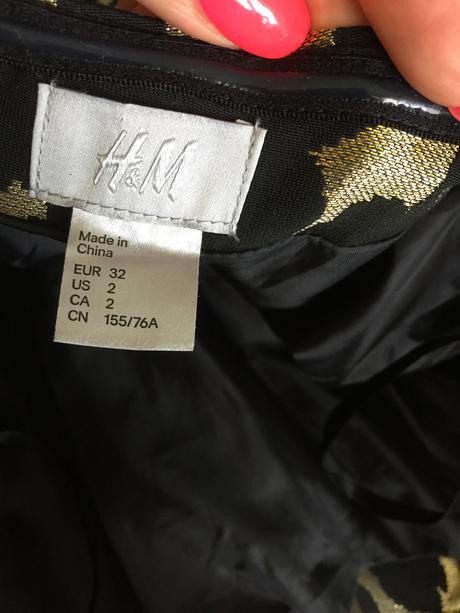 H&M
Made in
China
EUR 32
US 2
CA 2
CN 155/76A